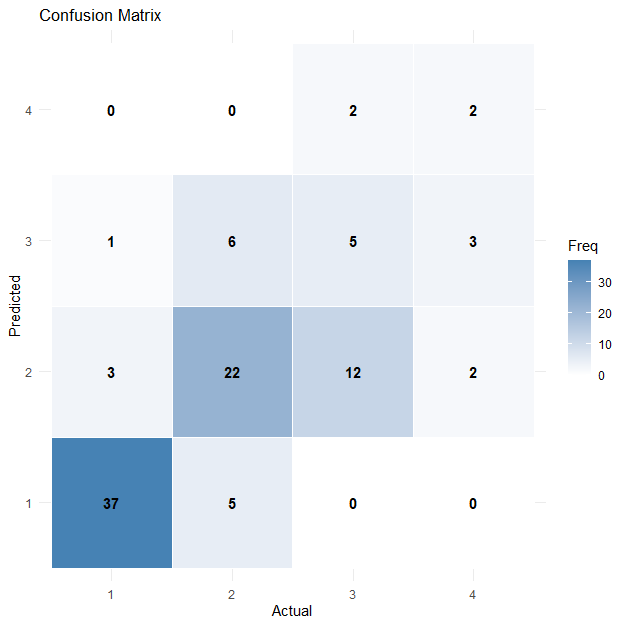 Confusion Matrix
4 0 0 2 2
3 1 6 5 3
2 3 22 12 2
1 37 5 0 0
1 2 3 4
Actual
Predicted
Freq
30
20
10
0